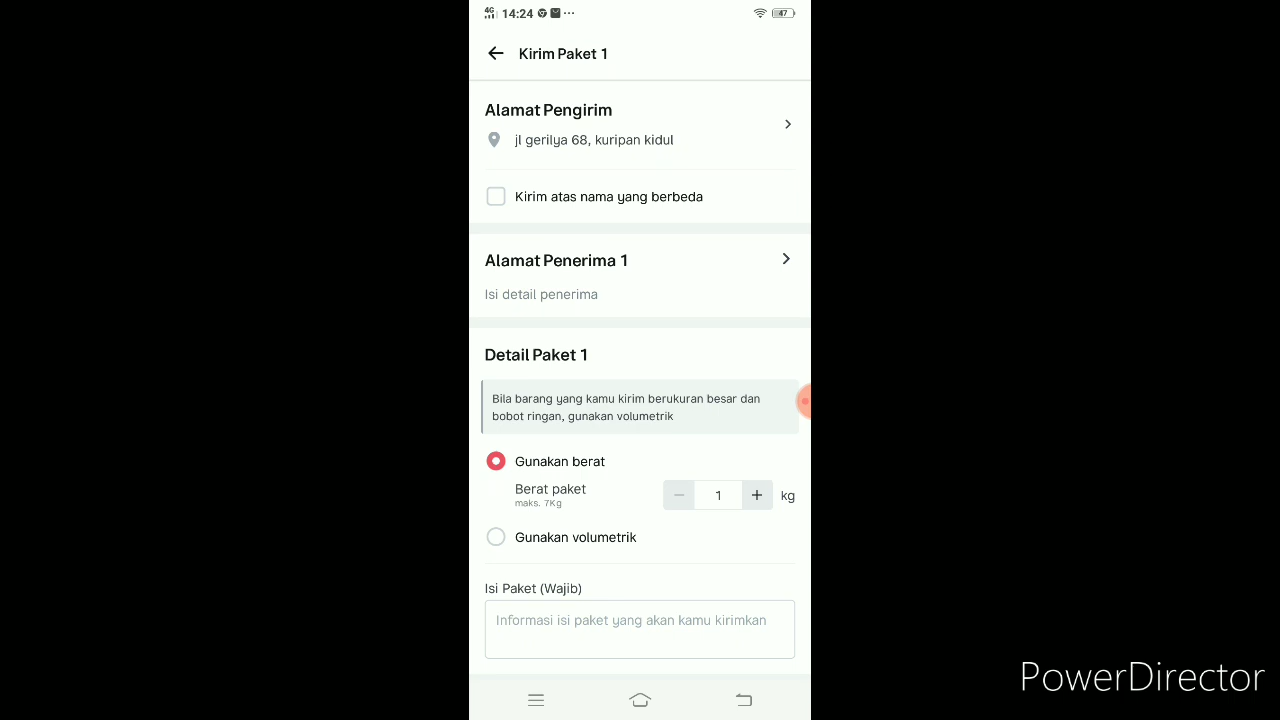 4G 14:24 ··· 47
Kirim Paket 1
Alamat Pengirim
jl gerilya 68, kuripan kidul
Kirim atas nama yang berbeda
Alamat Penerima 1
Isi detail penerima
Detail Paket 1
Bila barang yang kamu kirim berukuran besar dan
bobot ringan, gunakan volumetrik
Gunakan berat
Berat paket
maks. 7Kg
− 1 + kg
Gunakan volumetrik
Isi Paket (Wajib)
Informasi isi paket yang akan kamu kirimkan
PowerDirector